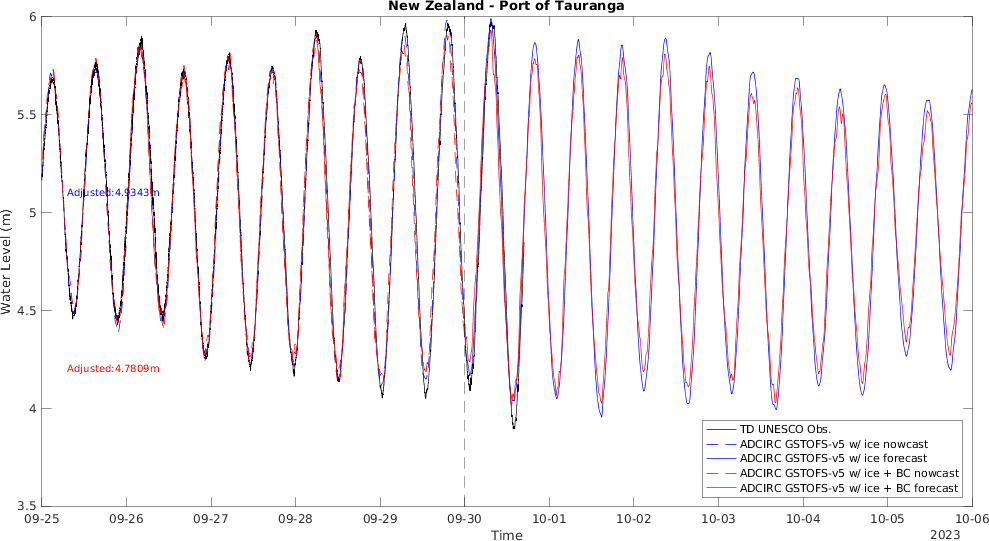 New Zealand - Port of Tauranga
6
5.5
5
4.5
4
3.5
Water Level (m)
Adjusted:4.9343m
Adjusted:4.7809m
TD UNESCO Obs.
ADCIRC GSTOFS-v5 w/ ice nowcast
ADCIRC GSTOFS-v5 w/ ice forecast
ADCIRC GSTOFS-v5 w/ ice + BC nowcast
ADCIRC GSTOFS-v5 w/ ice + BC forecast
09-25 09-26 09-27 09-28 09-29 09-30 10-01 10-02 10-03 10-04 10-05 10-06
Time
2023